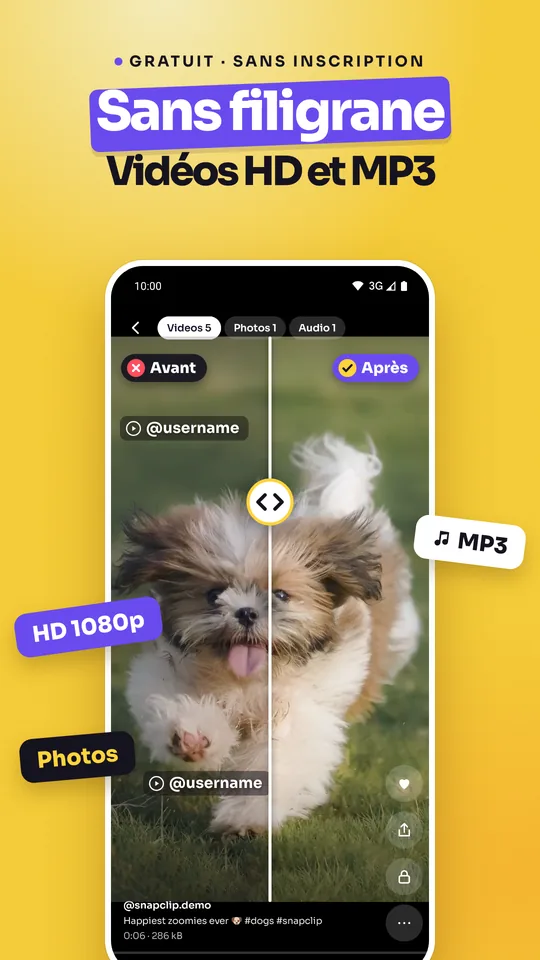 GRATUIT · SANS INSCRIPTION
Sans filigrane
Vidéos HD et MP3
10:00
3G
Videos 5
Photos 1
Audio 1
Avant
Après
@username
MP3
HD 1080p
Photos
@username
@snapclip.demo
Happiest zoomies ever 🐶 #dogs #snapclip
0:06 · 286 kB